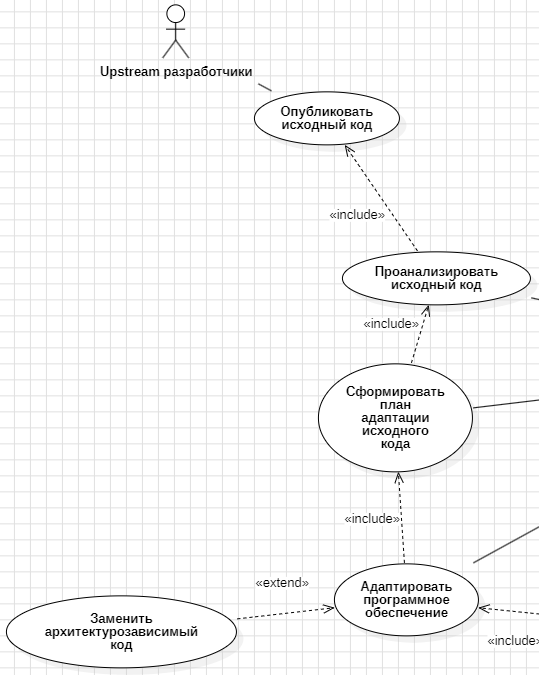 Upstream разработчики
Опубликовать
исходный код
«include»
Проанализировать
исходный код
«include»
Сформировать
план
адаптации
исходного
кода
«include»
«extend»
Адаптировать
программное
обеспечение
Заменить
архитектурозависимый
код
«include»